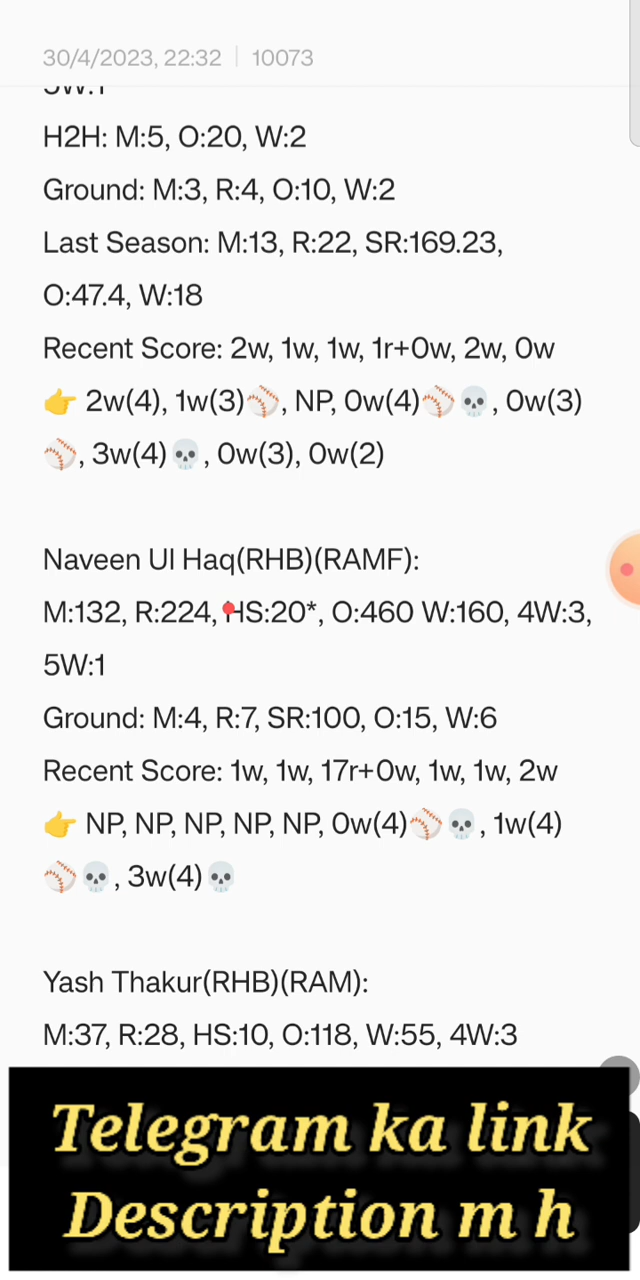 30/4/2023, 22:32 | 10073
5W:1
H2H: M:5, O:20, W:2
Ground: M:3, R:4, O:10, W:2
Last Season: M:13, R:22, SR:169.23,
O:47.4, W:18
Recent Score: 2w, 1w, 1w, 1r+0w, 2w, 0w
👉 2w(4), 1w(3)⚾, NP, 0w(4)⚾💀, 0w(3)
⚾, 3w(4)💀, 0w(3), 0w(2)
Naveen Ul Haq(RHB)(RAMF):
M:132, R:224, HS:20*, O:460 W:160, 4W:3,
5W:1
Ground: M:4, R:7, SR:100, O:15, W:6
Recent Score: 1w, 1w, 17r+0w, 1w, 1w, 2w
👉 NP, NP, NP, NP, NP, 0w(4)⚾💀, 1w(4)
⚾💀, 3w(4)💀
Yash Thakur(RHB)(RAM):
M:37, R:28, HS:10, O:118, W:55, 4W:3
Telegram ka link
Description m h